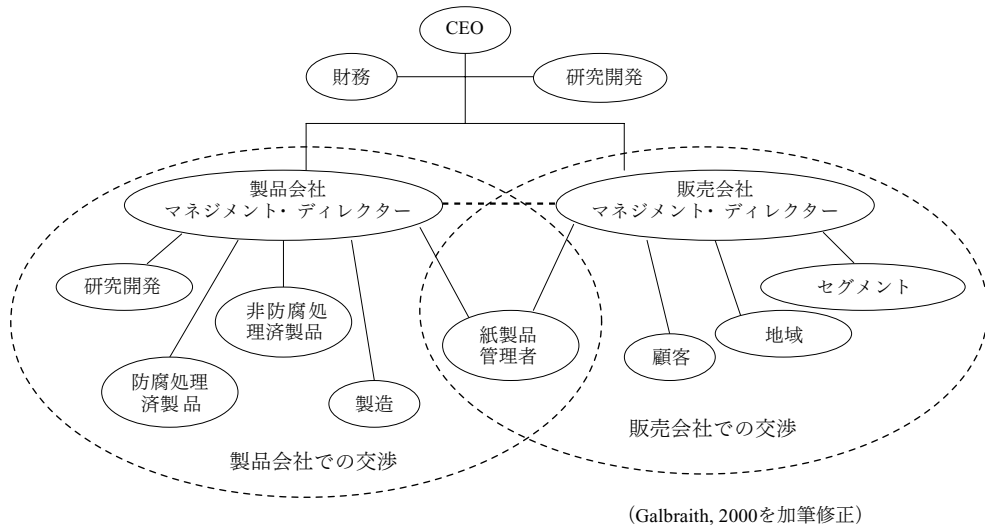 CEO
財務
研究開発
製品会社
マネジメント・ディレクター
販売会社
マネジメント・ディレクター
研究開発
非防腐処
理済製品
防腐処理
済製品
製造
紙製品
管理者
顧客
地域
セグメント
製品会社での交渉
販売会社での交渉
（Galbraith, 2000を加筆修正）